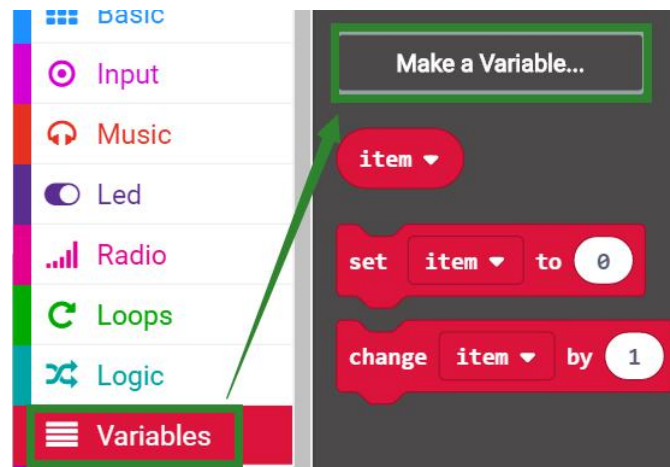 Basic
Input
Music
Led
Radio
Loops
Logic
Variables
Make a Variable...
item
set item to 0
change item by 1